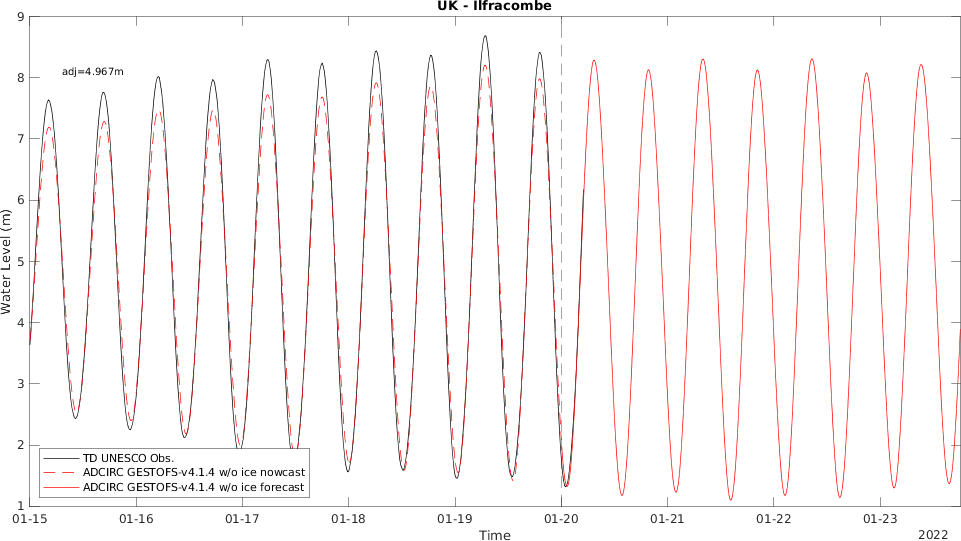 UK - Ilfracombe
9
8
7
6
5
4
3
2
1
Water Level (m)
adj=4.967m
TD UNESCO Obs.
ADCIRC GESTOFS-v4.1.4 w/o ice nowcast
ADCIRC GESTOFS-v4.1.4 w/o ice forecast
01-15 01-16 01-17 01-18 01-19 01-20 01-21 01-22 01-23
Time
2022